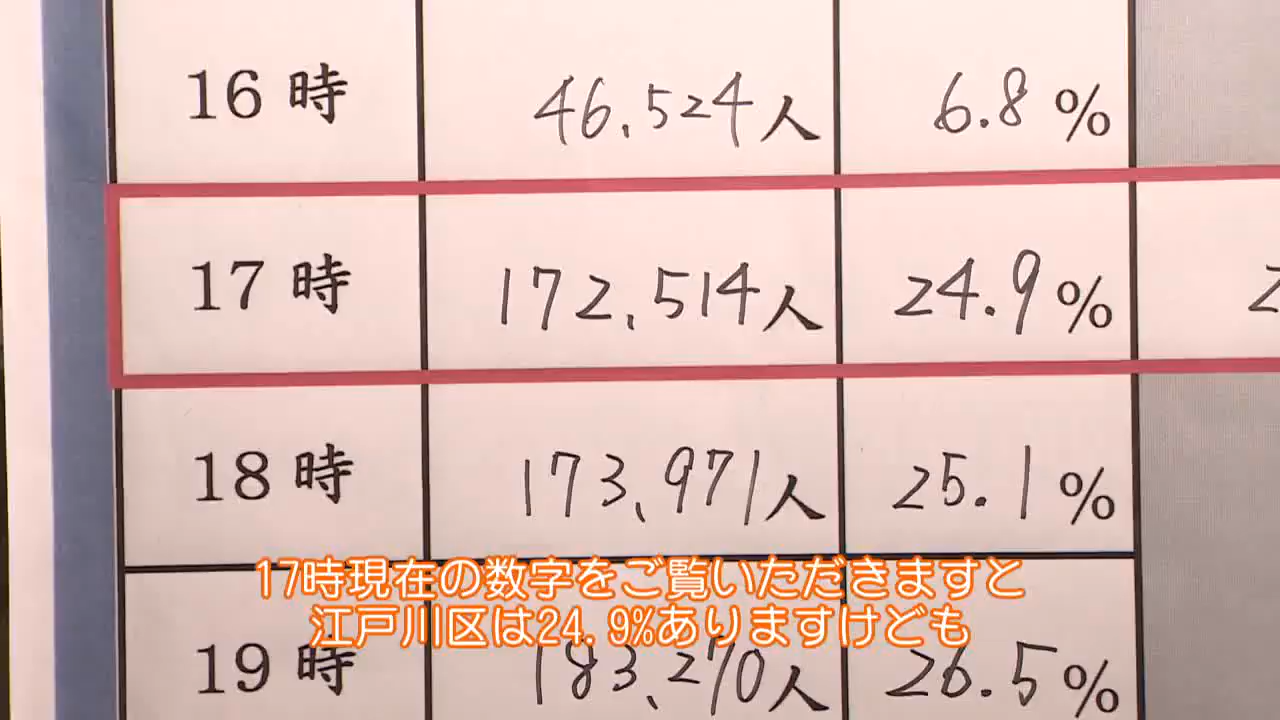 16時 46,524人 6.8%
17時 172,514人 24.9%
18時 173,971人 25.1%
17時現在の数字をご覧いただきますと
江戸川区は24.9%ありますけども
19時 183,270人 26.5%